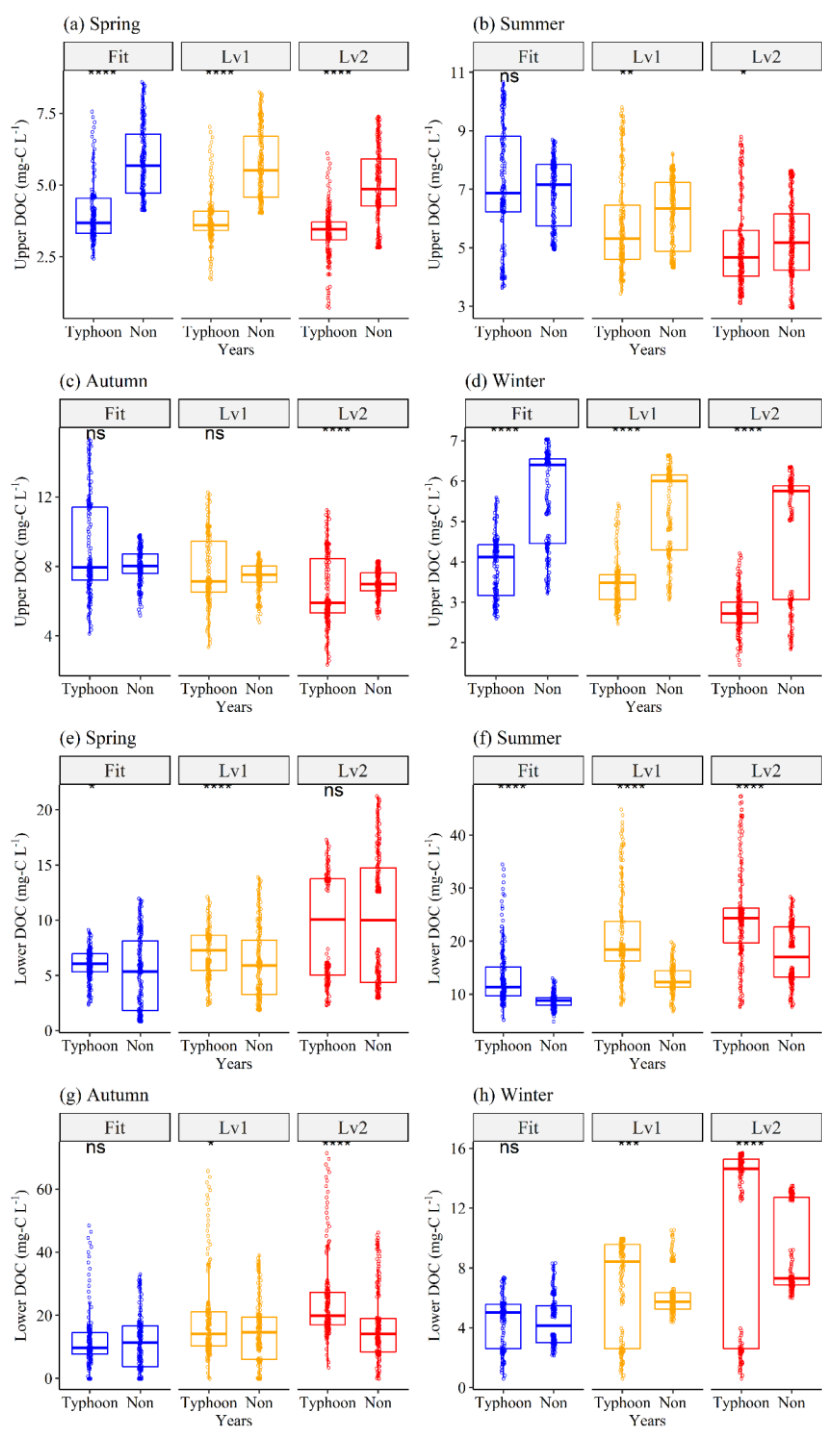 (a) Spring
Fit Lv1 Lv2
**** **** ****
Upper DOC (mg-C L⁻¹)
7.5
5.0
2.5
Typhoon Non Typhoon Non Typhoon Non
Years
(b) Summer
Fit Lv1 Lv2
ns ** *
Upper DOC (mg-C L⁻¹)
11
9
7
5
3
Typhoon Non Typhoon Non Typhoon Non
Years
(c) Autumn
Fit Lv1 Lv2
ns ns ****
Upper DOC (mg-C L⁻¹)
12
8
4
Typhoon Non Typhoon Non Typhoon Non
Years
(d) Winter
Fit Lv1 Lv2
**** **** ****
Upper DOC (mg-C L⁻¹)
7
6
5
4
3
2
Typhoon Non Typhoon Non Typhoon Non
Years
(e) Spring
Fit Lv1 Lv2
* **** ns
Lower DOC (mg-C L⁻¹)
20
15
10
5
0
Typhoon Non Typhoon Non Typhoon Non
Years
(f) Summer
Fit Lv1 Lv2
**** **** ****
Lower DOC (mg-C L⁻¹)
40
30
20
10
Typhoon Non Typhoon Non Typhoon Non
Years
(g) Autumn
Fit Lv1 Lv2
ns * ****
Lower DOC (mg-C L⁻¹)
60
40
20
0
Typhoon Non Typhoon Non Typhoon Non
Years
(h) Winter
Fit Lv1 Lv2
ns *** ****
Lower DOC (mg-C L⁻¹)
16
12
8
4
0
Typhoon Non Typhoon Non Typhoon Non
Years